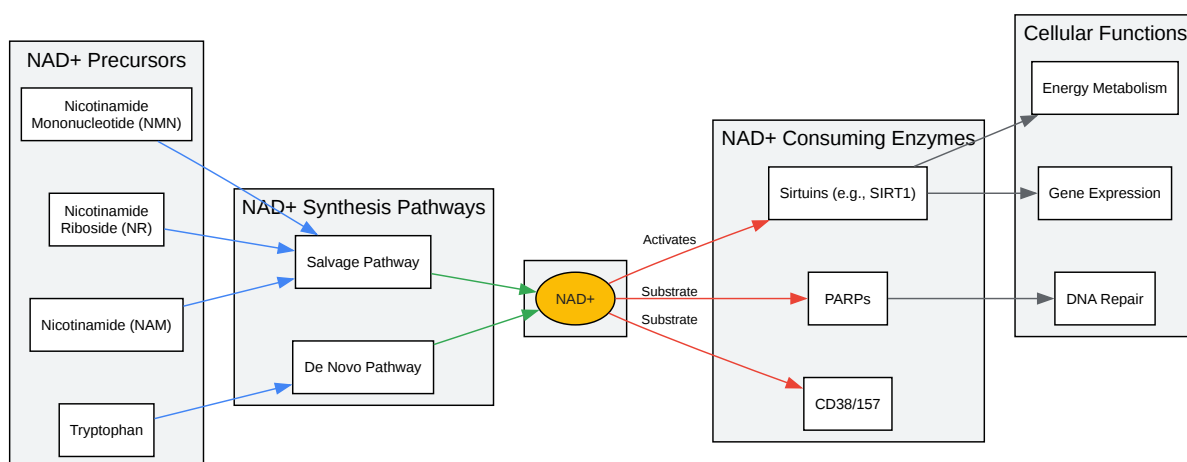 NAD+ Precursors
Nicotinamide
Mononucleotide (NMN)
Nicotinamide
Riboside (NR)
Nicotinamide (NAM)
Tryptophan
NAD+ Synthesis Pathways
Salvage Pathway
De Novo Pathway
NAD+
Activates
Substrate
Substrate
NAD+ Consuming Enzymes
Sirtuins (e.g., SIRT1)
PARPs
CD38/157
Cellular Functions
Energy Metabolism
Gene Expression
DNA Repair